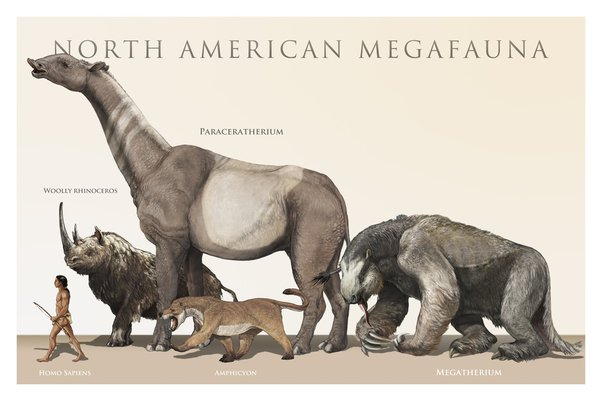 NORTH AMERICAN MEGAFAUNA
PARACERATHERIUM
WOOLLY RHINOCEROS
HOMO SAPIENS
AMPHICYON
MEGATHERIUM